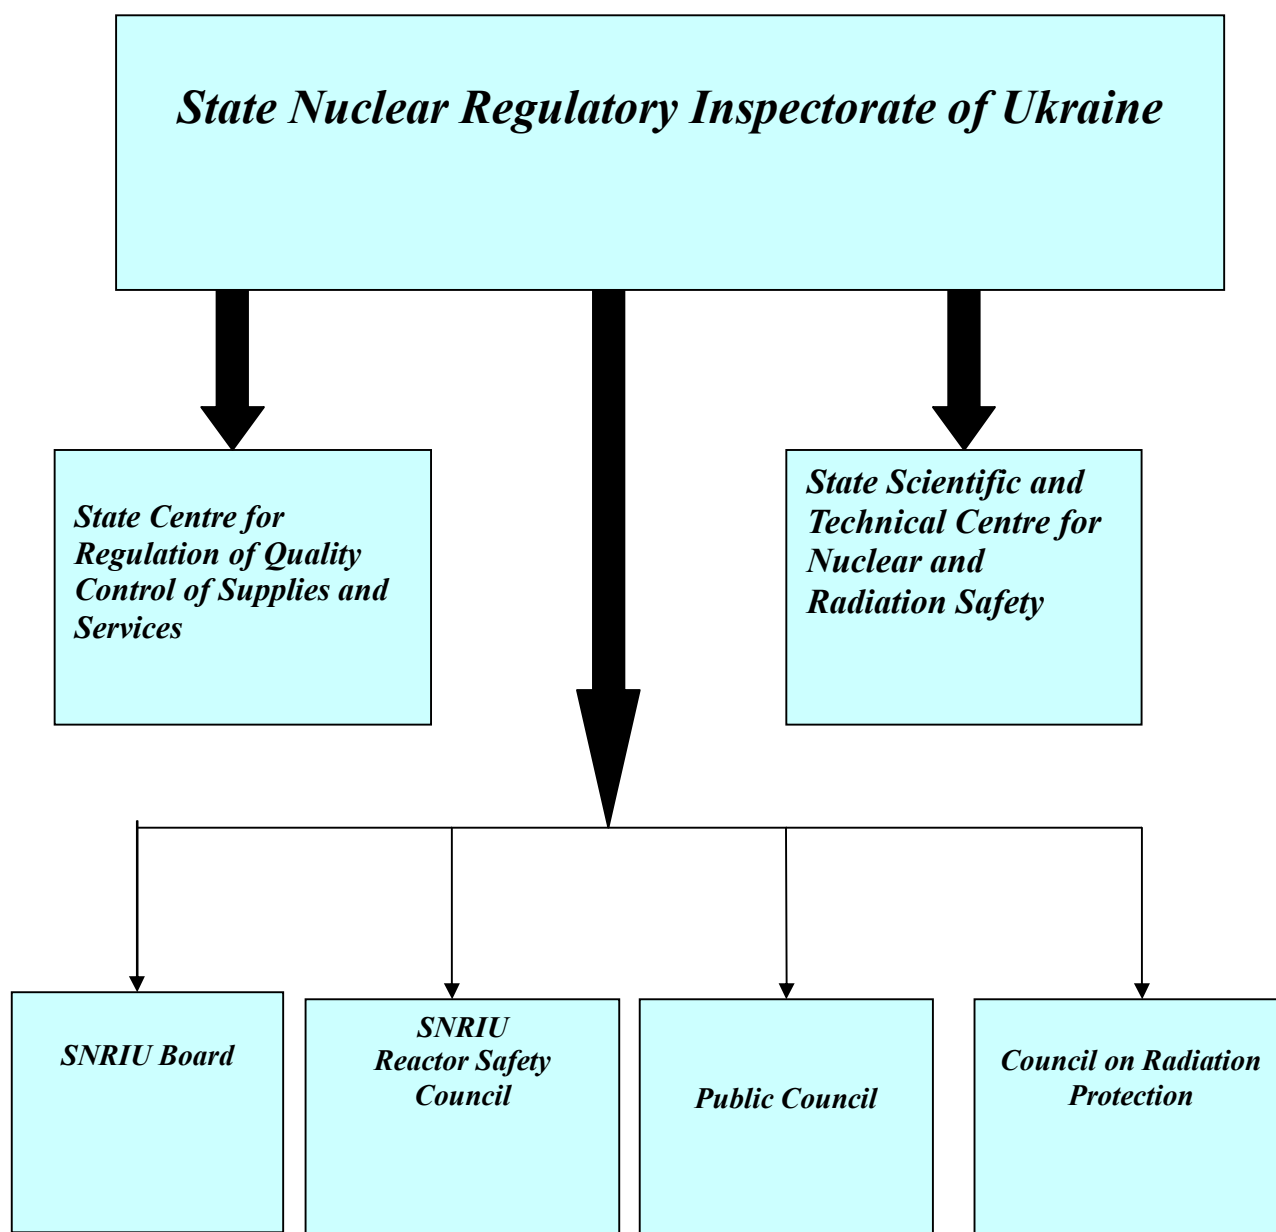 State Nuclear Regulatory Inspectorate of Ukraine
State Centre for
Regulation of Quality
Control of Supplies and
Services
State Scientific and
Technical Centre for
Nuclear and
Radiation Safety
SNRIU Board
SNRIU
Reactor Safety
Council
Public Council
Council on Radiation
Protection